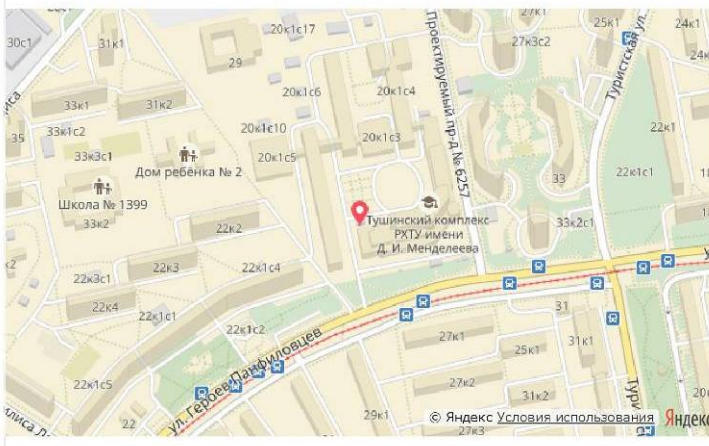 27к1
25к1
24к1
20к1с17
30с1
31к1
27к3с2
29
Туристская ул.
Проектируемый пр-д № 6257
20к1с6
20к1с4
33к1
31к2
22к1
20к1с10
33к1с2
35
20к1с3
33к3с1
20к1с5
Дом ребёнка № 2
33
22к1с1
Школа № 1399
33к2
Тушинский комплекс
РХТУ имени
Д. И. Менделеева
33к2с1
22к2
22к3
22к1с4
22к3с1
22к4
31
22к1с1
22к1с2
ул. Героев Панфиловцев
27к1
31к1
25к1
22к1с5
27к2
31к2
22
29к1
27к3
© Яндекс Условия использования
Яндекс